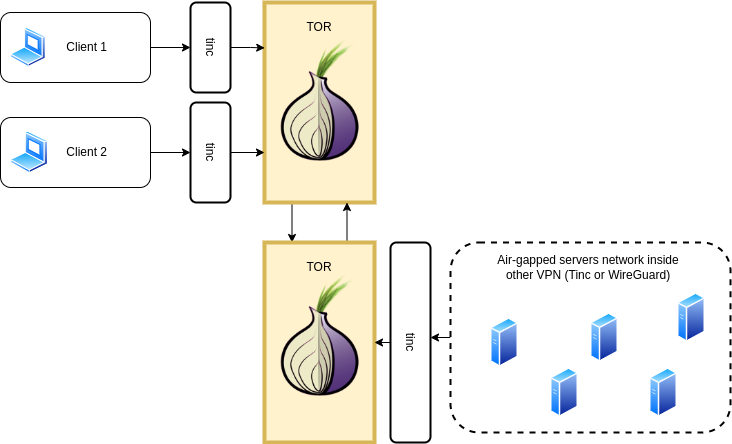 Client 1
tinc
TOR
Client 2
tinc
TOR
tinc
Air-gapped servers network inside
other VPN (Tinc or WireGuard)